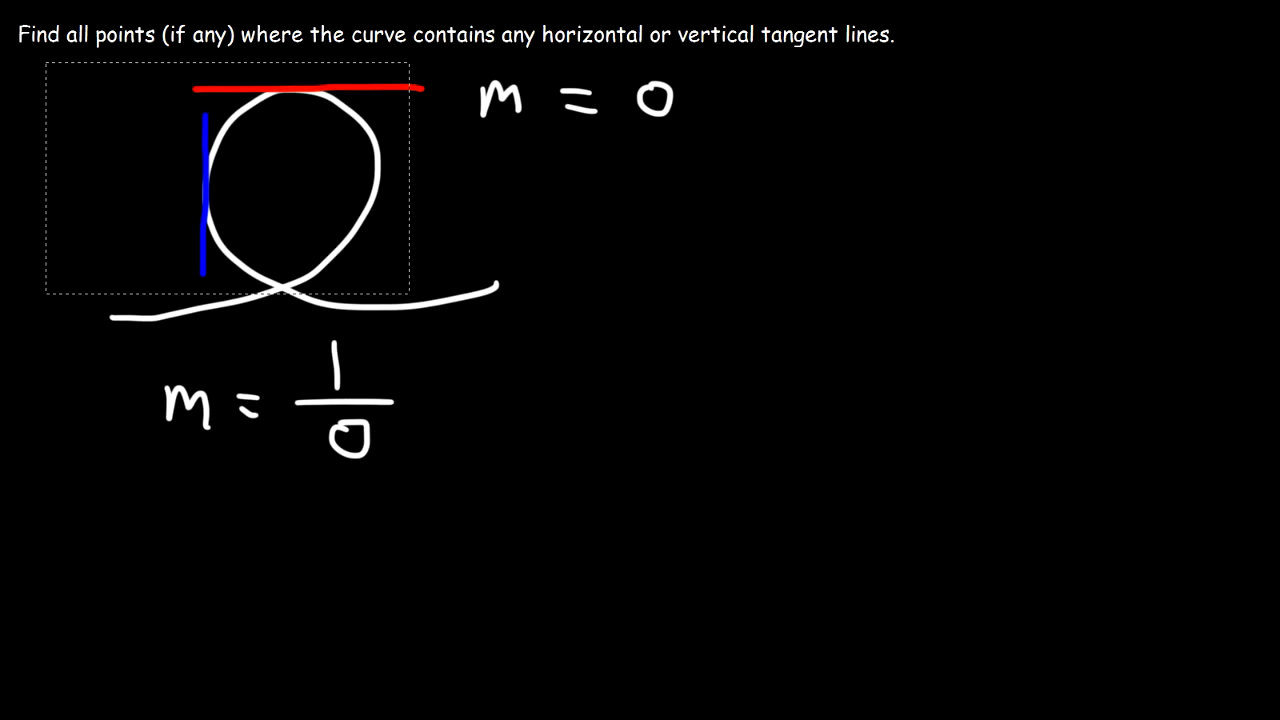 Find all points (if any) where the curve contains any horizontal or vertical tangent lines.
m = 0
m = 1/0